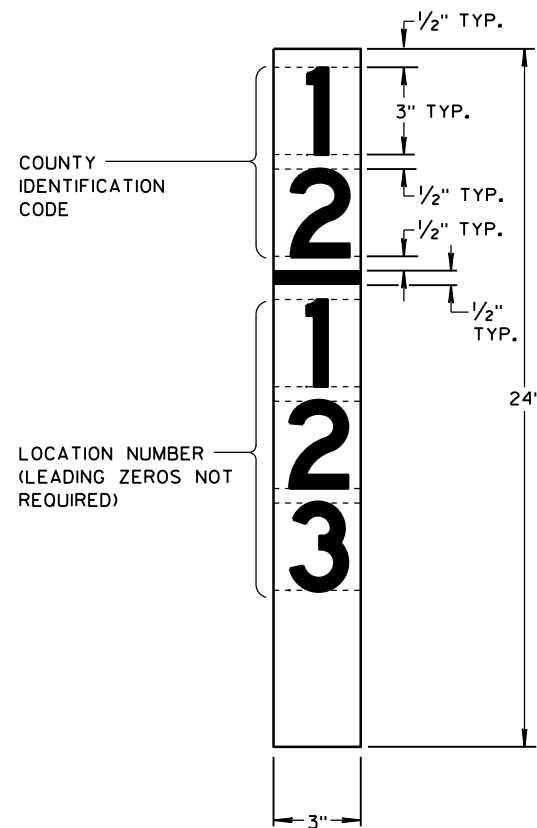 ½" TYP.
1
3" TYP.
COUNTY
IDENTIFICATION
CODE
2
½" TYP.
½" TYP.
½"
TYP.
1
24'
2
LOCATION NUMBER
(LEADING ZEROS NOT
REQUIRED)
3
3"